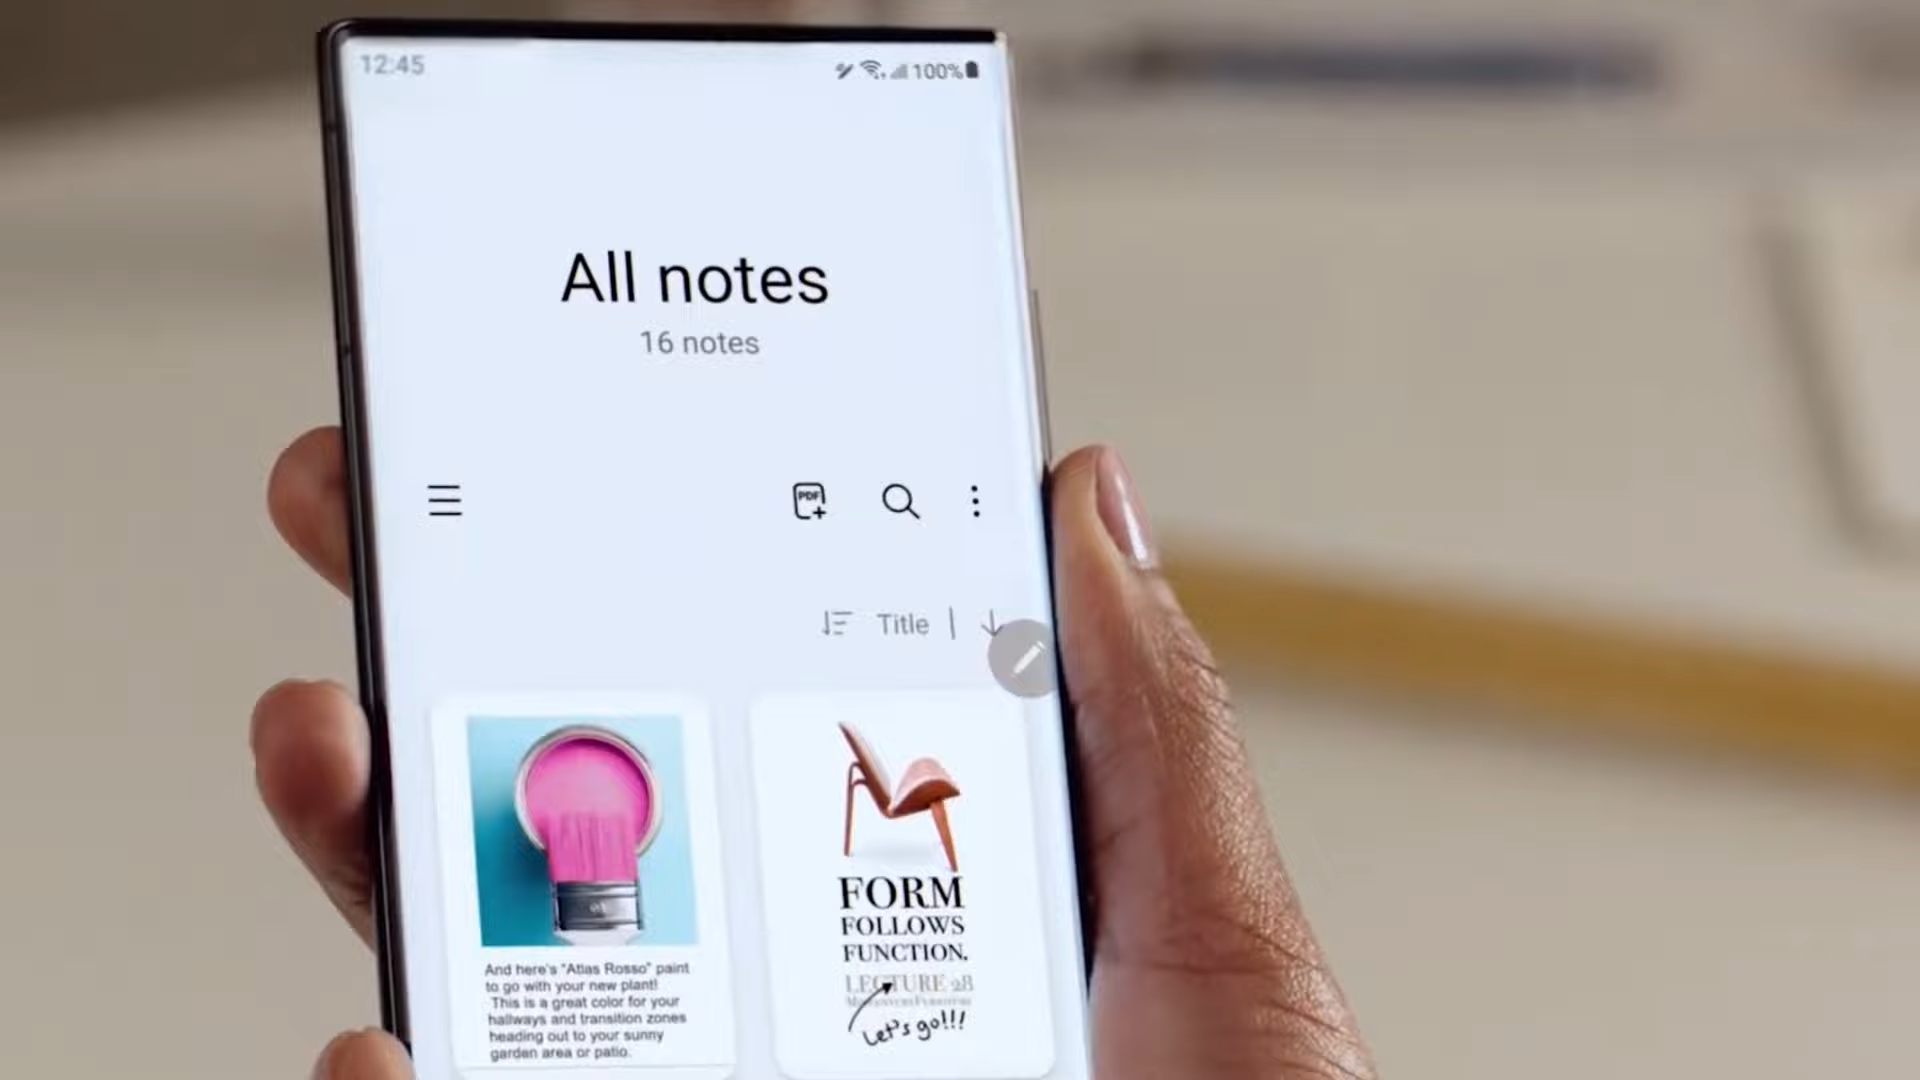 12:45
100%
All notes
16 notes
PDF
Title
And here's "Atlas Rosso" paint
to go with your new plant!
This is a great color for your
hallways and transition zones
heading out to your sunny
garden area or patio.
FORM
FOLLOWS
FUNCTION.
LECTURE 28
Let's go!!!